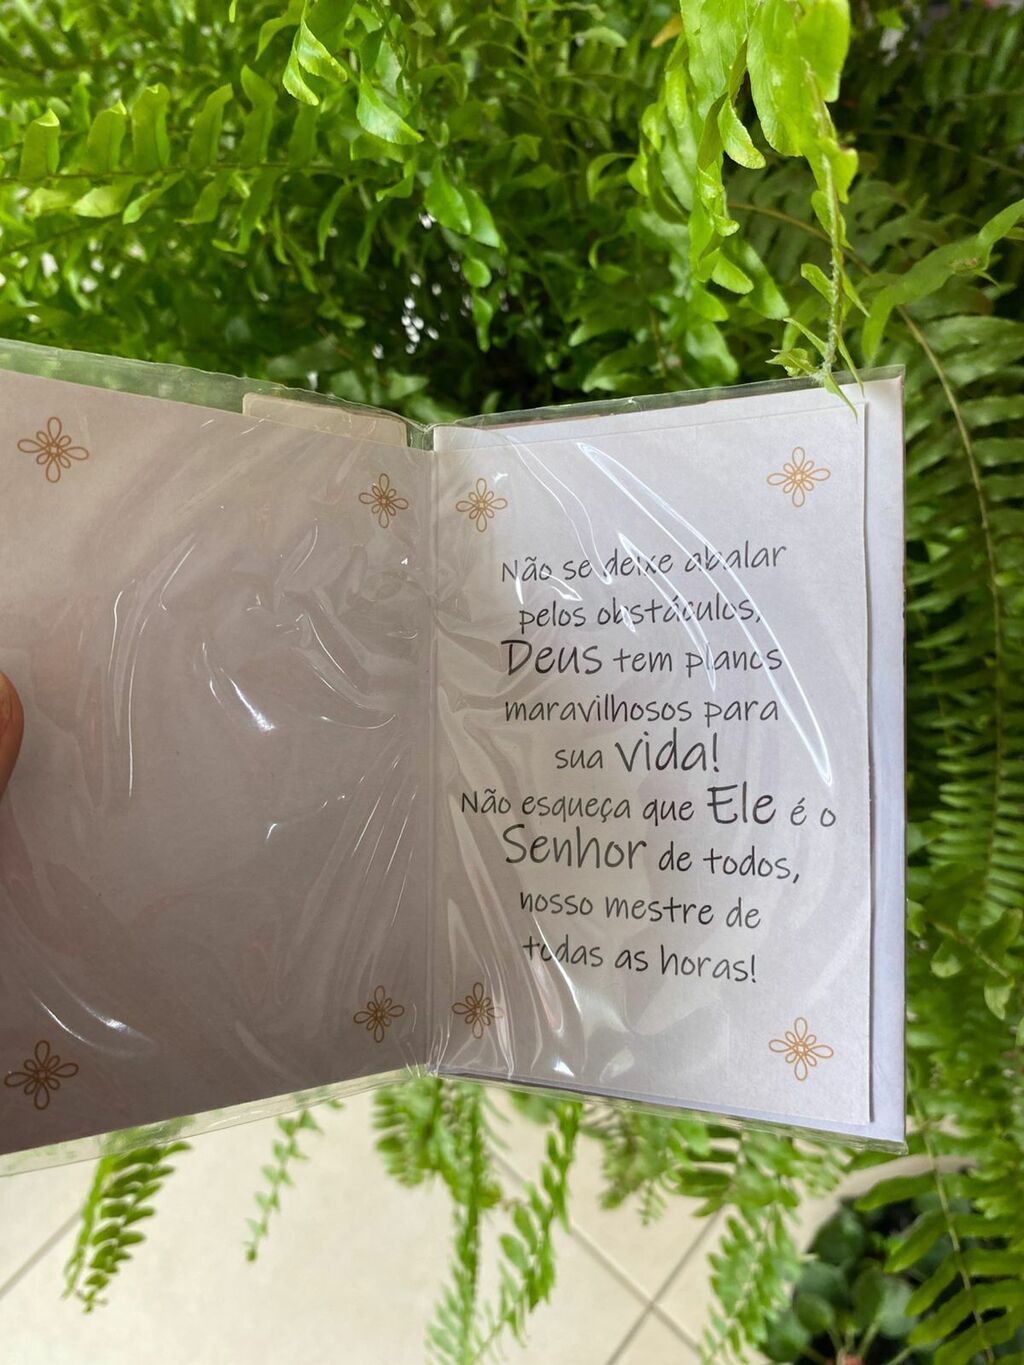 Não se deixe abalar
pelos obstáculos,
Deus tem planos
maravilhosos para
sua vida!
Não esqueça que Ele é o
Senhor de todos,
nosso mestre de
todas as horas!